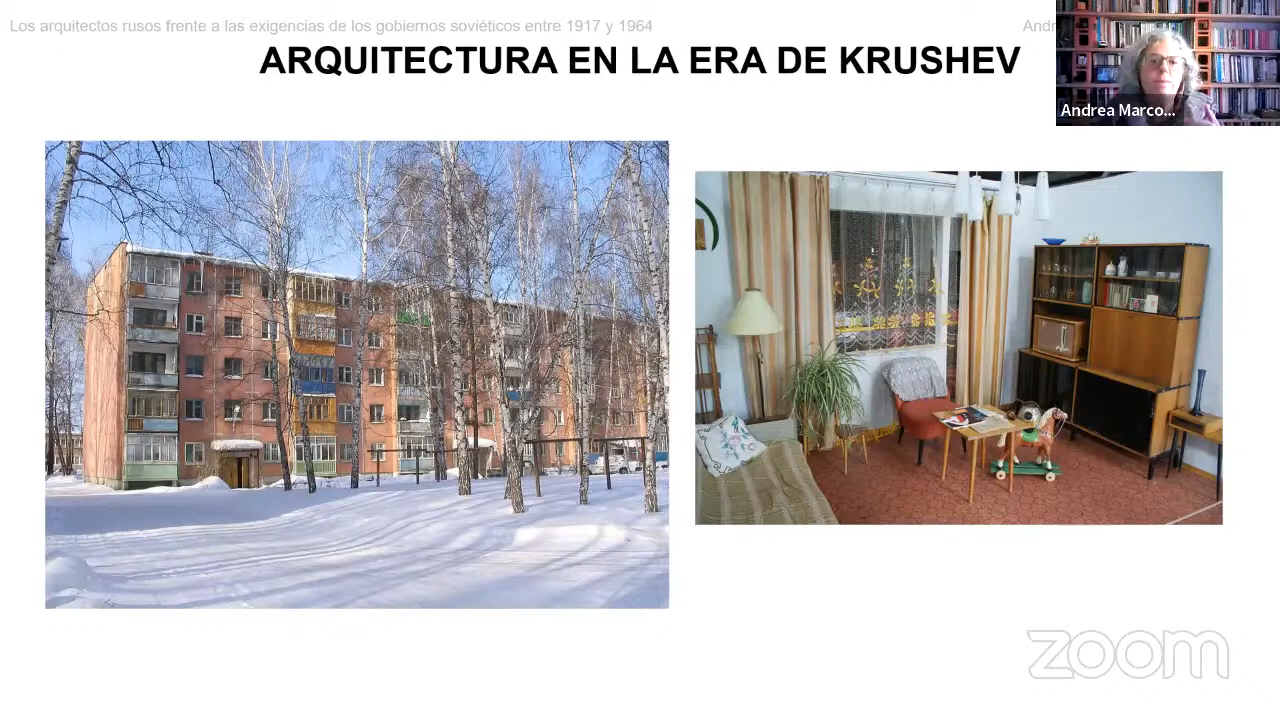 Los arquitectos rusos frente a las exigencias de los gobiernos soviéticos entre 1917 y 1964
ARQUITECTURA EN LA ERA DE KRUSHEV
Andrea Marco...
zoom